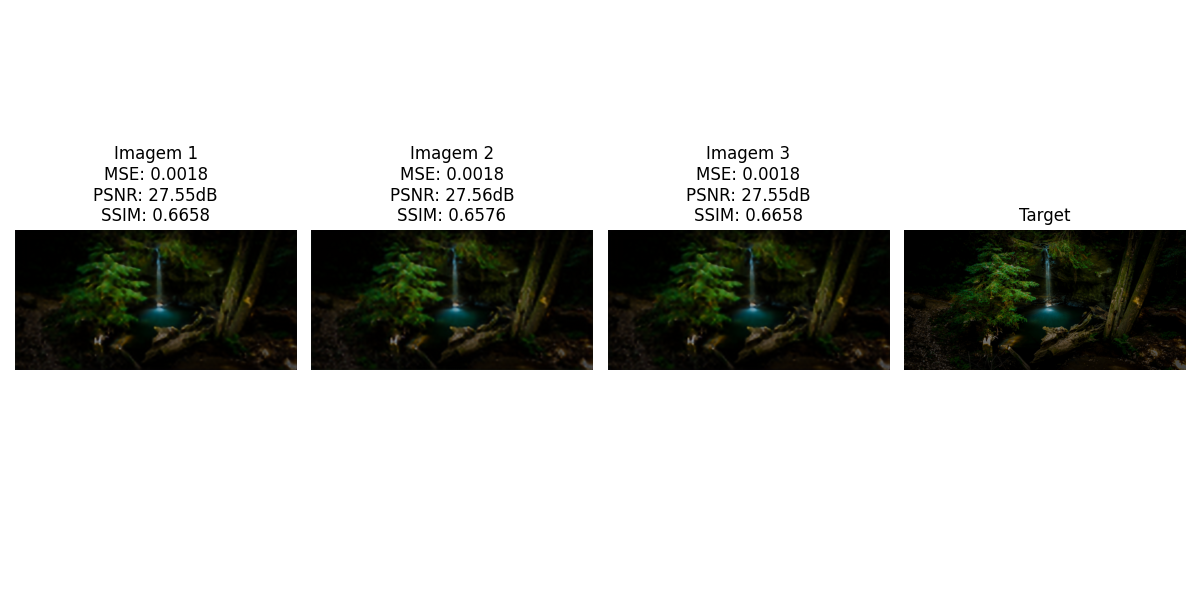 Imagem 1
MSE: 0.0018
PSNR: 27.55dB
SSIM: 0.6658
Imagem 2
MSE: 0.0018
PSNR: 27.56dB
SSIM: 0.6576
Imagem 3
MSE: 0.0018
PSNR: 27.55dB
SSIM: 0.6658
Target